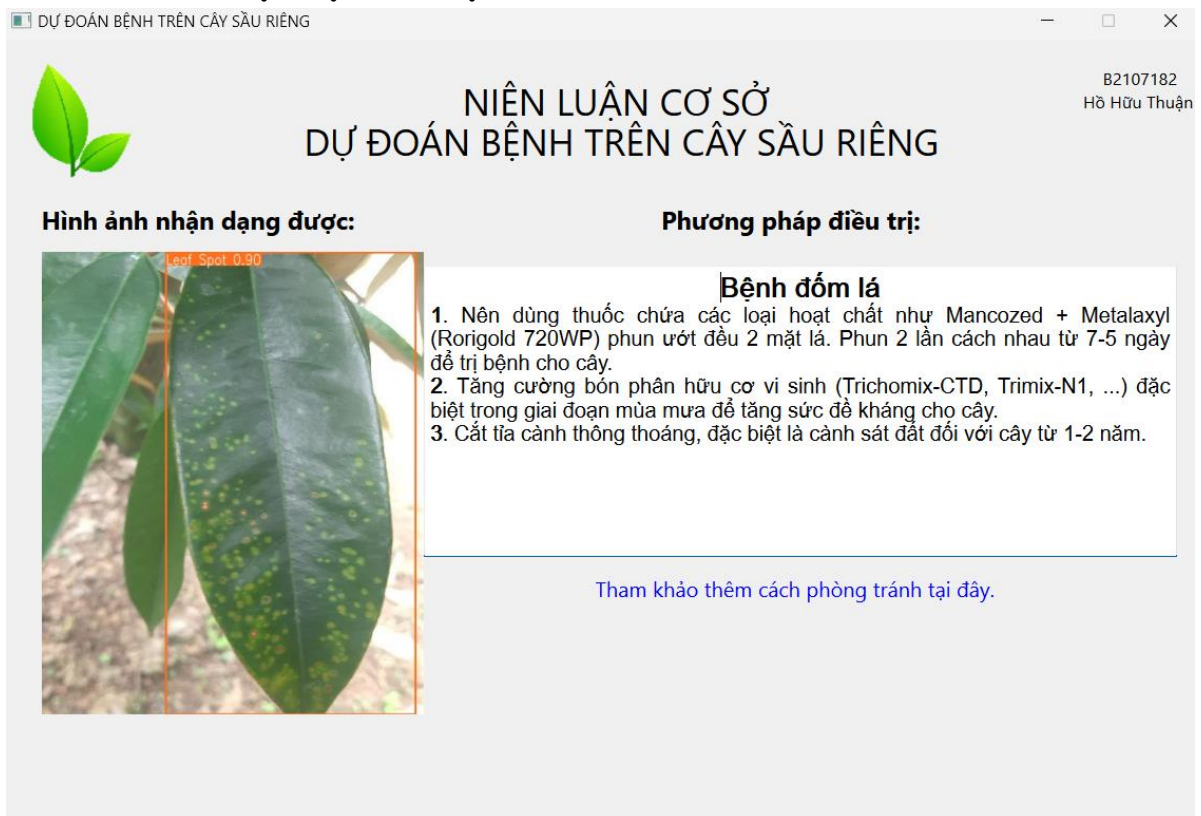 DỰ ĐOÁN BỆNH TRÊN CÂY SẦU RIÊNG
B2107182
Hồ Hữu Thuận
NIÊN LUẬN CƠ SỞ
DỰ ĐOÁN BỆNH TRÊN CÂY SẦU RIÊNG
Hình ảnh nhận dạng được:
Phương pháp điều trị:
Leaf Spot 0.90
Bệnh đốm lá
1. Nên dùng thuốc chứa các loại hoạt chất như Mancozed + Metalaxyl
(Rorigold 720WP) phun ướt đều 2 mặt lá. Phun 2 lần cách nhau từ 7-5 ngày
để trị bệnh cho cây.
2. Tăng cường bón phân hữu cơ vi sinh (Trichomix-CTD, Trimix-N1, ...) đặc
biệt trong giai đoạn mùa mưa để tăng sức đề kháng cho cây.
3. Cắt tỉa cành thông thoáng, đặc biệt là cành sát đất đối với cây từ 1-2 năm.
Tham khảo thêm cách phòng tránh tại đây.